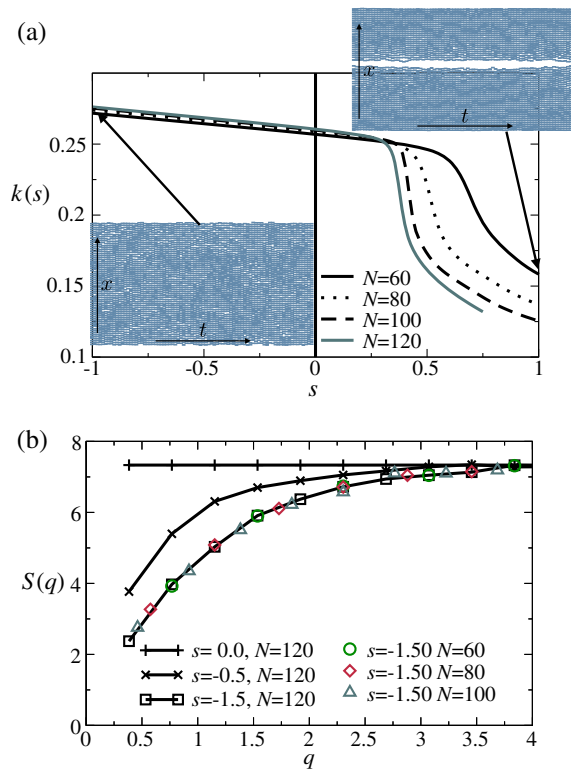 (a)
x
t
0.25
k(s)
0.2
0.15
0.1
x
t
N=60
N=80
N=100
N=120
-1 -0.5 0 0.5 1
s
(b)
8
6
S(q)
4
2
0
s= 0.0, N=120
s=-0.5, N=120
s=-1.5, N=120
s=-1.50 N=60
s=-1.50 N=80
s=-1.50 N=100
0 0.5 1 1.5 2 2.5 3 3.5 4
q